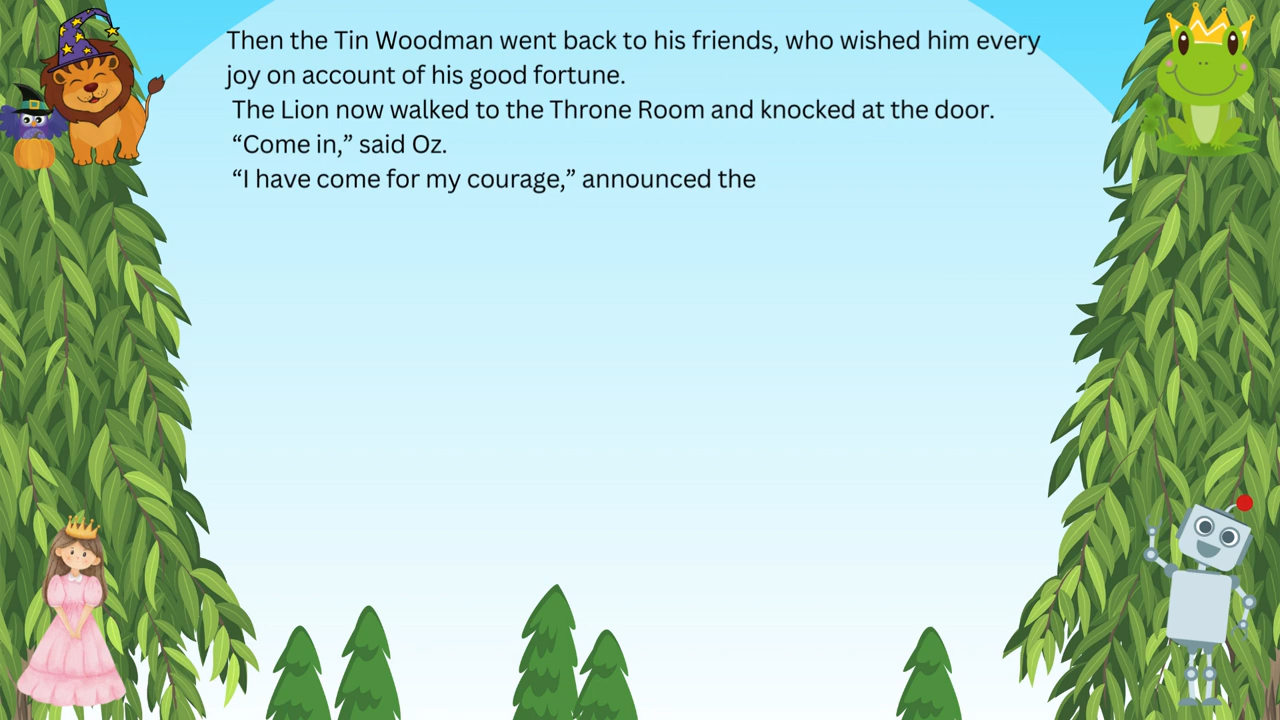 Then the Tin Woodman went back to his friends, who wished him every
joy on account of his good fortune.
The Lion now walked to the Throne Room and knocked at the door.
“Come in,” said Oz.
“I have come for my courage,” announced the